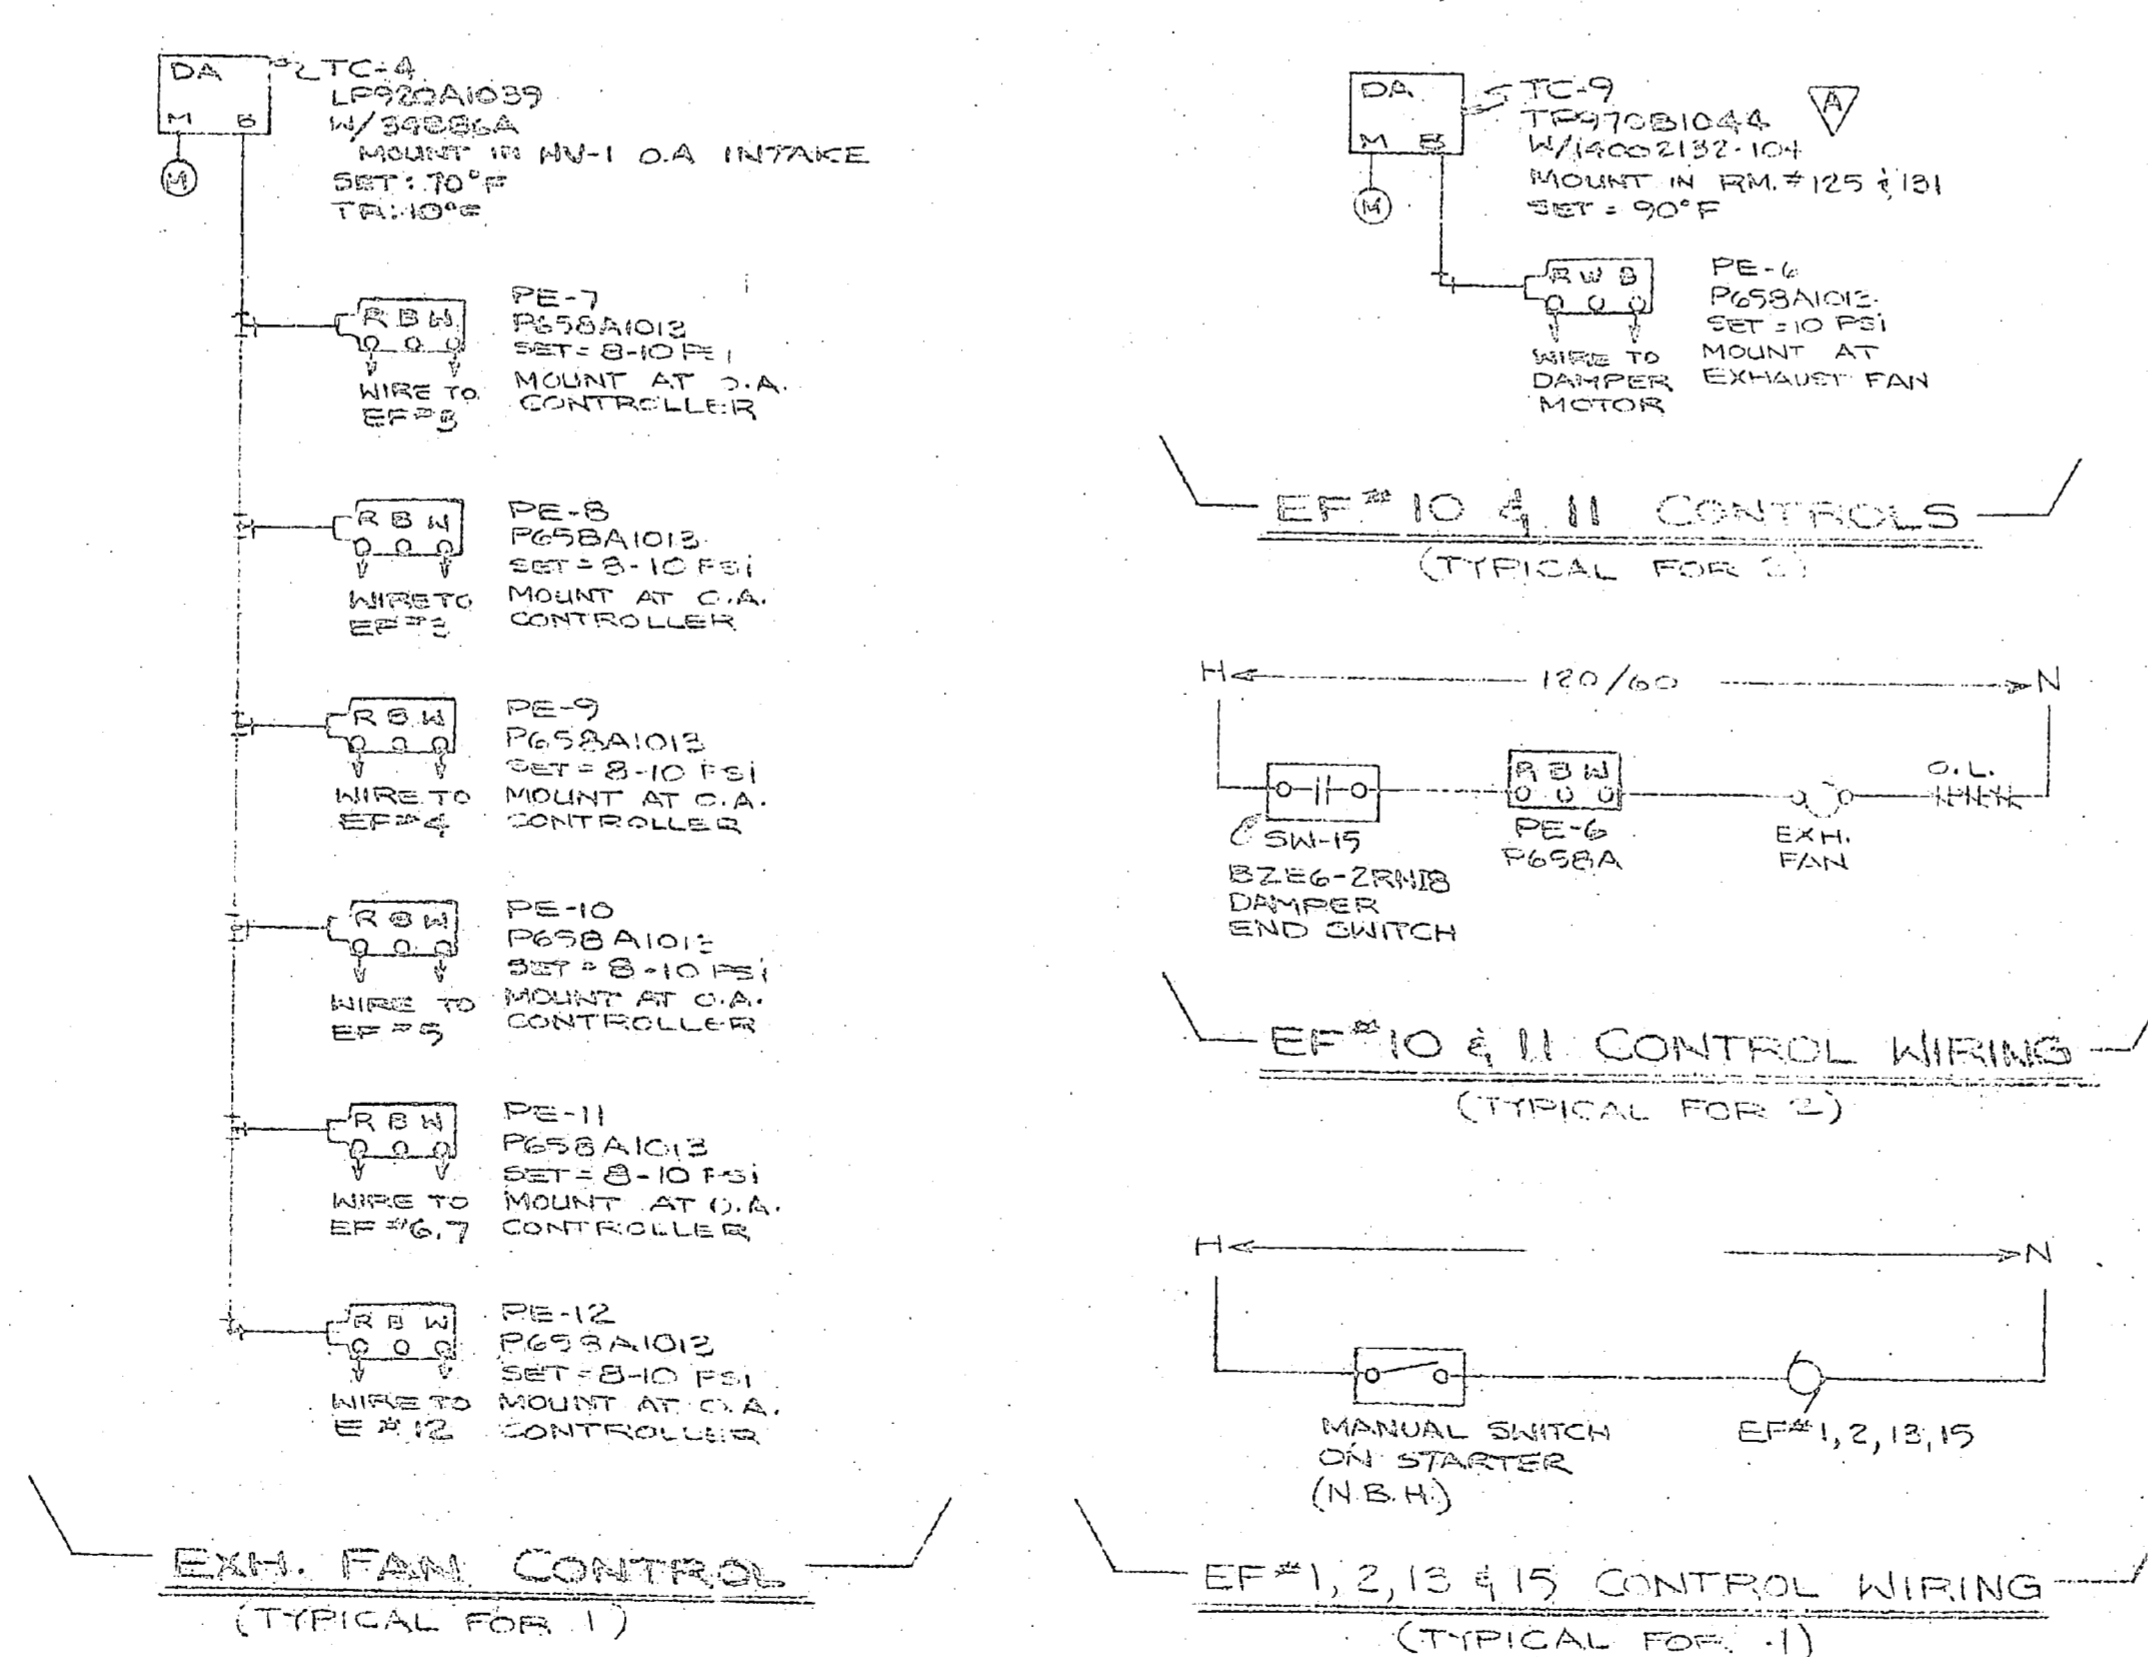 DA
M B
M
TC-4
LP920A1039
W/34886A
MOUNT IN HV-1 O.A INTAKE
SET: 70°F
TR: 10°F
R B W
WIRE TO
PE-7
P658A1013
SET = 8-10 PSi
MOUNT AT O.A.
CONTROLLER
R B W
WIRE TO
PE-8
P658A1013
SET = 8-10 PSi
MOUNT AT O.A.
CONTROLLER
R B W
WIRE TO
EF#4
PE-9
P658A1013
SET = 8-10 PSi
MOUNT AT O.A.
CONTROLLER
R B W
WIRE TO
EF#5
PE-10
P658A1013
SET = 8-10 PSi
MOUNT AT O.A.
CONTROLLER
R B W
WIRE TO
EF#6,7
PE-11
P658A1013
SET = 8-10 PSi
MOUNT AT O.A.
CONTROLLER
R B W
WIRE TO
E #12
PE-12
P658A1013
SET = 8-10 PSi
MOUNT AT O.A.
CONTROLLER
EXH. FAN CONTROL
(TYPICAL FOR 1)
DA
M B
M
TC-9
TP970B1044
W/14002132-104
MOUNT IN RM. #125 & 131
SET = 90°F
A
R W B
WIRE TO
DAMPER
MOTOR
PE-6
P658A1013
SET = 10 PSi
MOUNT AT
EXHAUST FAN
EF#10 & 11 CONTROLS
(TYPICAL FOR 2)
H 120/60 N
SW-15
BZE6-2RN18
DAMPER
END SWITCH
R B W
PE-6
P658A
EXH.
FAN
O.L.
EF#10 & 11 CONTROL WIRING
(TYPICAL FOR 2)
H N
MANUAL SWITCH
ON STARTER
(N.B.H.)
EF#1, 2, 13, 15
EF#1, 2, 13 & 15 CONTROL WIRING
(TYPICAL FOR 1)